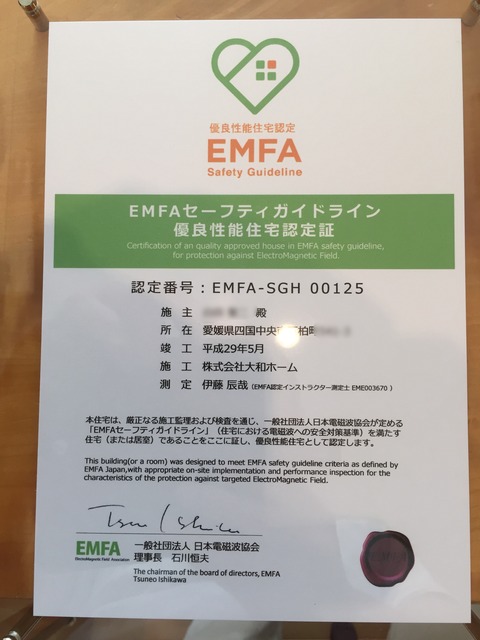 優良性能住宅認定
EMFA
Safety Guideline
EMFAセーフティガイドライン
優良性能住宅認定証
Certification of an quality approved house in EMFA safety guideline,
for protection against ElectroMagnetic Field.
認定番号：EMFA-SGH 00125
施 主 殿
所 在 愛媛県四国中央 柏町
竣 工 平成29年5月
施 工 株式会社大和ホーム
測 定 伊藤 辰哉（EMFA認定インストラクター測定士 EME003670 ）
本住宅は、厳正なる施工監理および検査を通じ、一般社団法人日本電磁波協会が定める
「EMFAセーフティガイドライン」（住宅における電磁波への安全対策基準）を満たす
住宅（または居室）であることをここに証し、優良性能住宅として認定します。
This building(or a room) was designed to meet EMFA safety guideline criteria as defined by
EMFA Japan,with appropriate on-site implementation and performance inspection for the
characteristics of the protection against targeted ElectroMagnetic Field.
EMFA
ElectroMagnetic Field Association
一般社団法人 日本電磁波協会
理事長 石川恒夫
The chairman of the board of directors, EMFA
Tsuneo Ishikawa